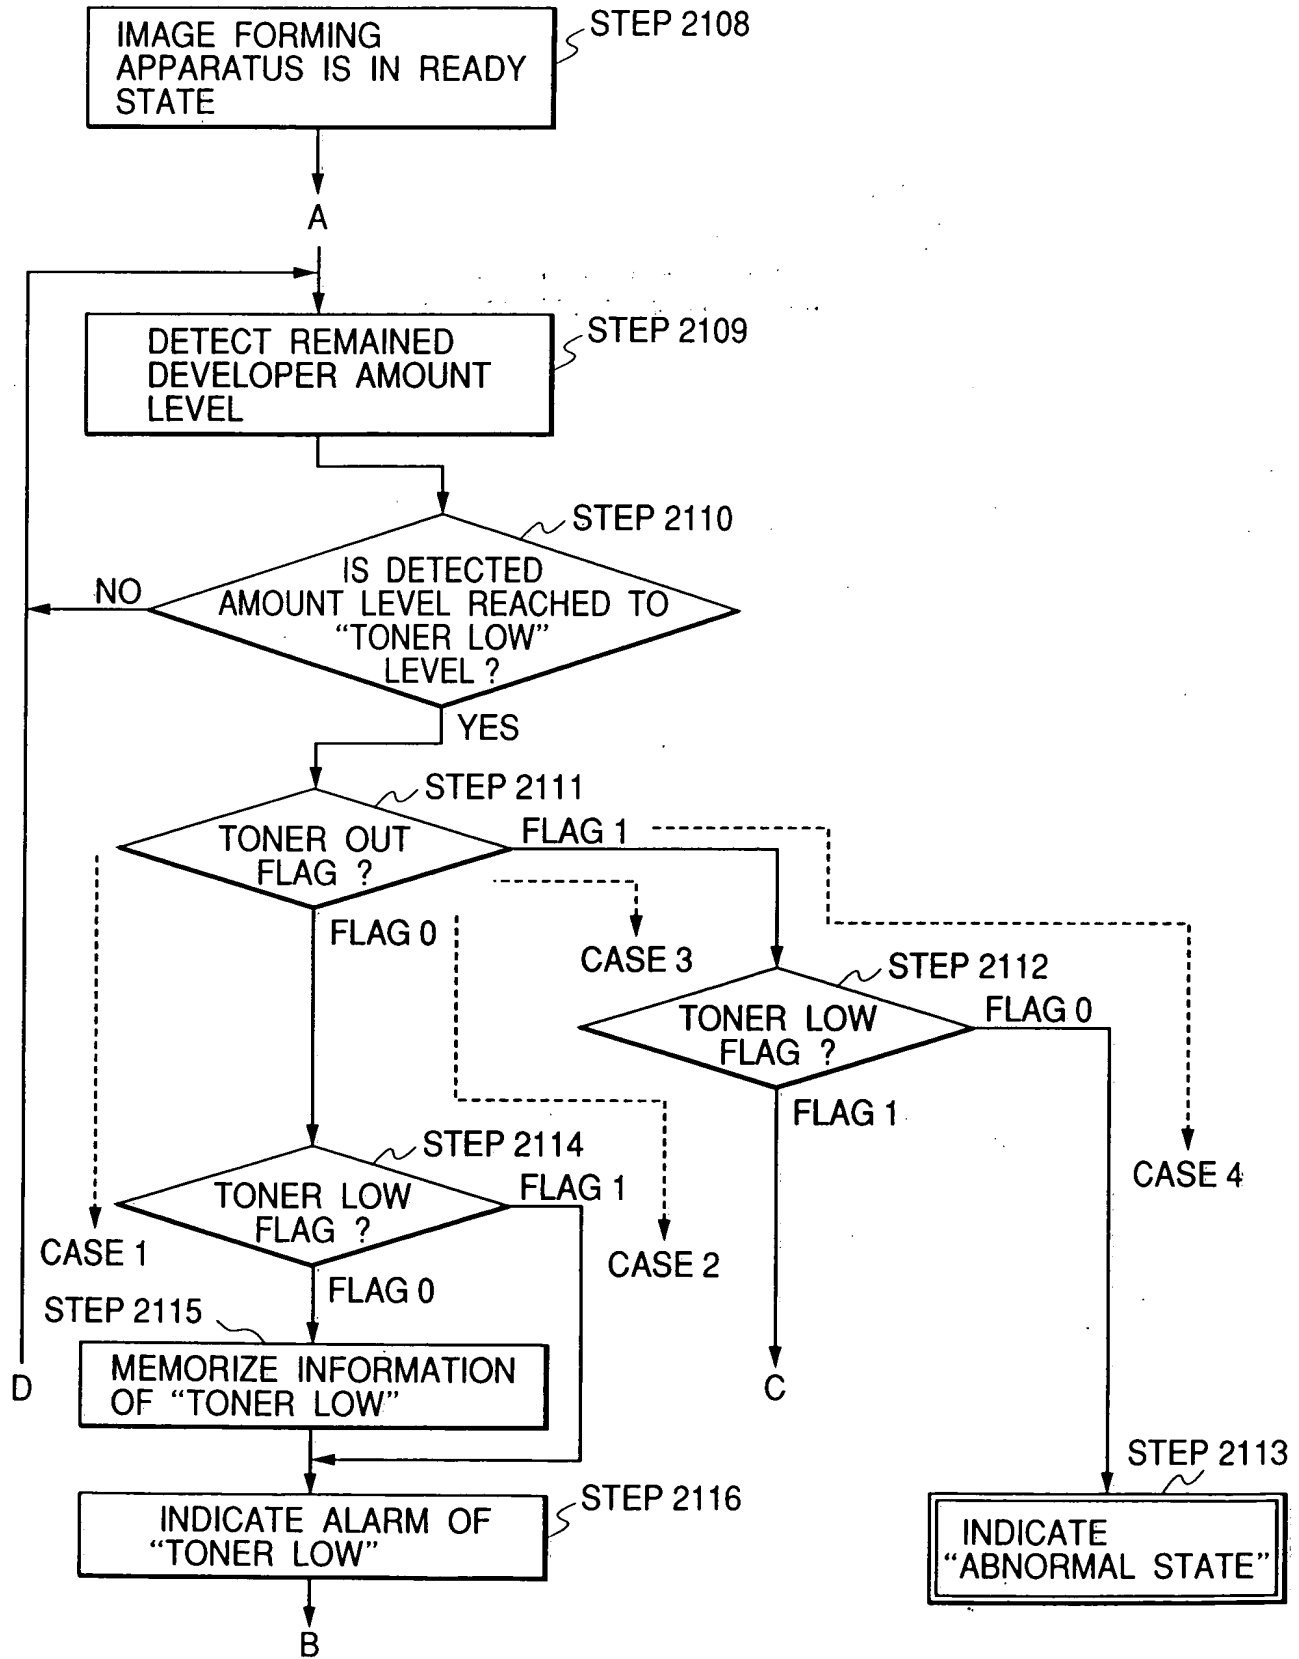 STEP 2108
IMAGE FORMING
APPARATUS IS IN READY
STATE
A
STEP 2109
DETECT REMAINED
DEVELOPER AMOUNT
LEVEL
STEP 2110
IS DETECTED
AMOUNT LEVEL REACHED TO
“TONER LOW”
LEVEL ?
NO
YES
STEP 2111
TONER OUT
FLAG ?
FLAG 1
FLAG 0
CASE 3
STEP 2112
TONER LOW
FLAG ?
FLAG 0
FLAG 1
CASE 4
STEP 2114
TONER LOW
FLAG ?
FLAG 1
CASE 1
CASE 2
FLAG 0
STEP 2115
MEMORIZE INFORMATION
OF “TONER LOW”
D
C
STEP 2113
INDICATE
“ABNORMAL STATE”
STEP 2116
INDICATE ALARM OF
“TONER LOW”
B